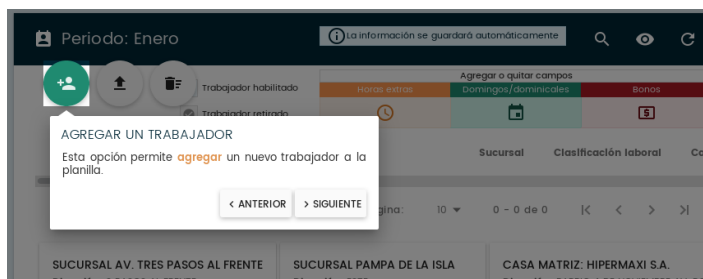 Periodo: Enero
La información se guardará automáticamente
Agregar o quitar campos
Trabajador habilitado
Horas extras
Domingos/dominicales
Bonos
Trabajador retirado
AGREGAR UN TRABAJADOR
Esta opción permite agregar un nuevo trabajador a la
planilla.
< ANTERIOR
> SIGUIENTE
Sucursal
Clasificación laboral
gina:
10
0 - 0 de 0
SUCURSAL AV. TRES PASOS AL FRENTE
SUCURSAL PAMPA DE LA ISLA
CASA MATRIZ: HIPERMAXI S.A.